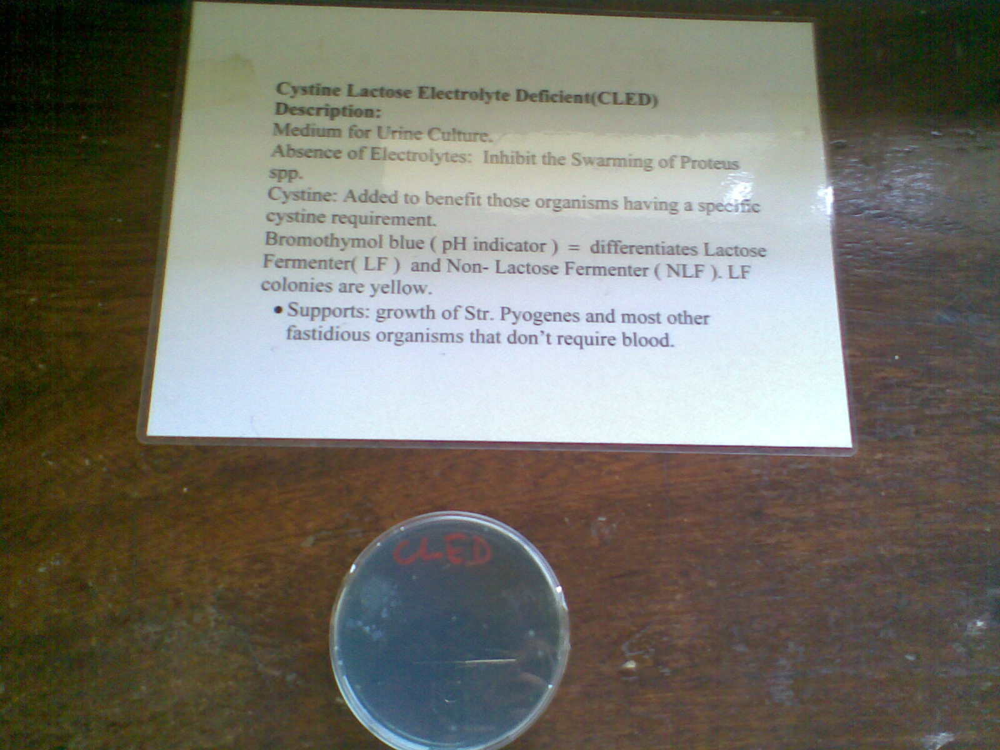 Cystine Lactose Electrolyte Deficient(CLED)
Description:
Medium for Urine Culture.
Absence of Electrolytes:  Inhibit the Swarming of Proteus
spp.
Cystine: Added to benefit those organisms having a specific
cystine requirement.
Bromothymol blue ( pH indicator )  =  differentiates Lactose
Fermenter( LF )  and Non- Lactose Fermenter ( NLF ). LF
colonies are yellow.
• Supports: growth of Str. Pyogenes and most other
fastidious organisms that don’t require blood.
CLED